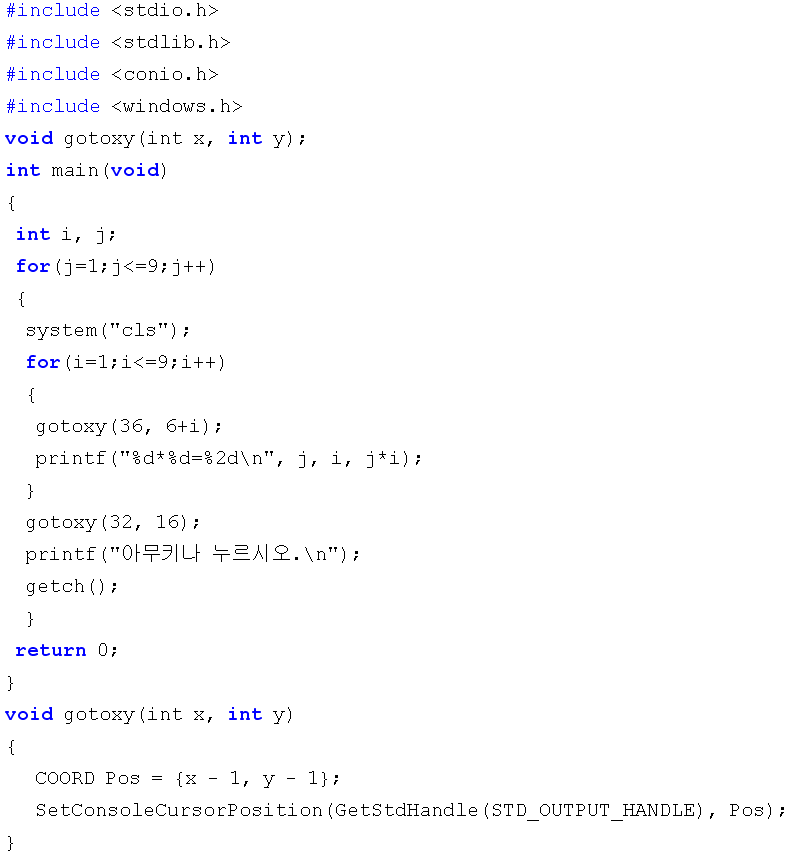 #include <stdio.h>
#include <stdlib.h>
#include <conio.h>
#include <windows.h>
void gotoxy(int x, int y);
int main(void)
{
 int i, j;
 for(j=1;j<=9;j++)
 {
  system("cls");
  for(i=1;i<=9;i++)
  {
   gotoxy(36, 6+i);
   printf("%d*%d=%2d\n", j, i, j*i);
  }
  gotoxy(32, 16);
  printf("아무키나 누르시오.\n");
  getch();
  }
 return 0;
}
void gotoxy(int x, int y)
{
   COORD Pos = {x - 1, y - 1};
   SetConsoleCursorPosition(GetStdHandle(STD_OUTPUT_HANDLE), Pos);
}